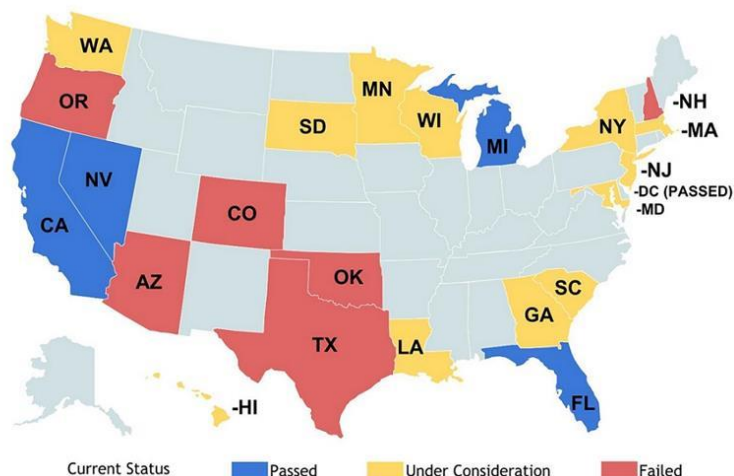 WA
OR
CA
NV
AZ
CO
SD
MN
WI
MI
OK
TX
LA
GA
SC
FL
NY
-NH
-MA
-NJ
-DC (PASSED)
-MD
-HI
Current Status Passed Under Consideration Failed